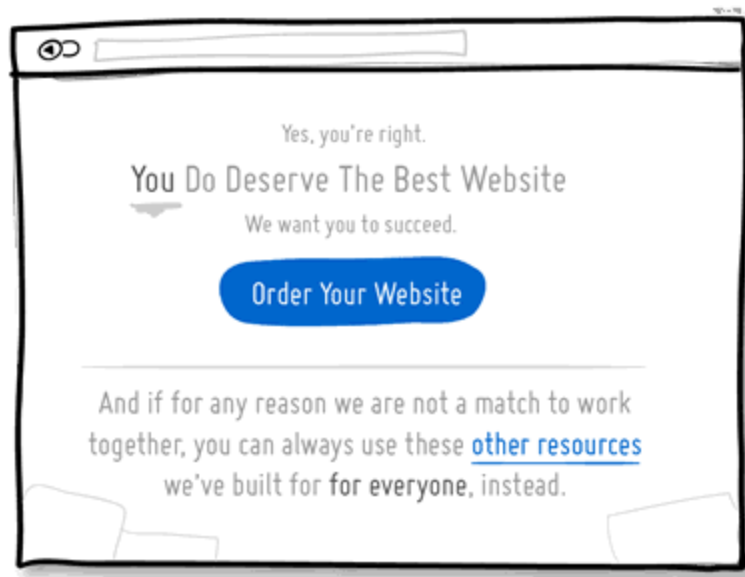 Yes, you're right.
You Do Deserve The Best Website
We want you to succeed.
Order Your Website
And if for any reason we are not a match to work
together, you can always use these other resources
we've built for for everyone, instead.